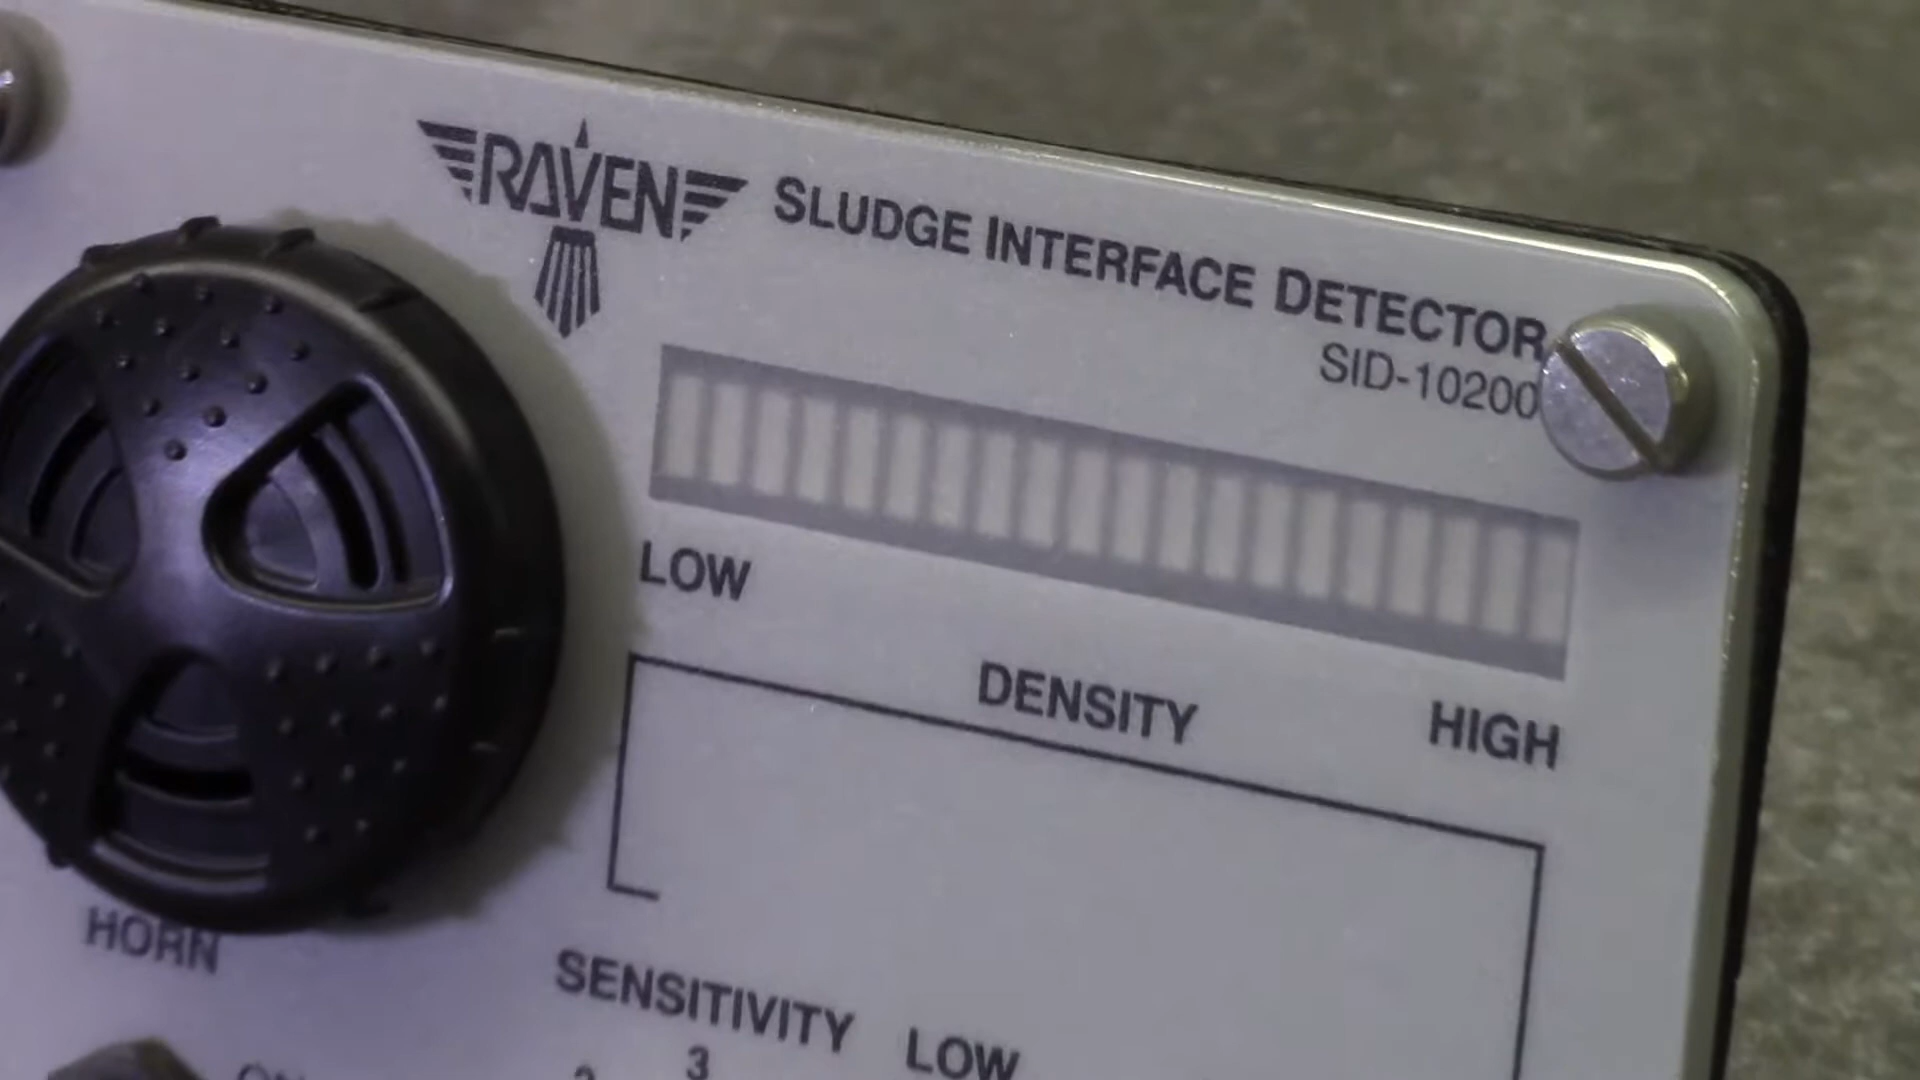 RAVEN SLUDGE INTERFACE DETECTOR
SID-10200
LOW
DENSITY
HIGH
HORN
SENSITIVITY LOW
3